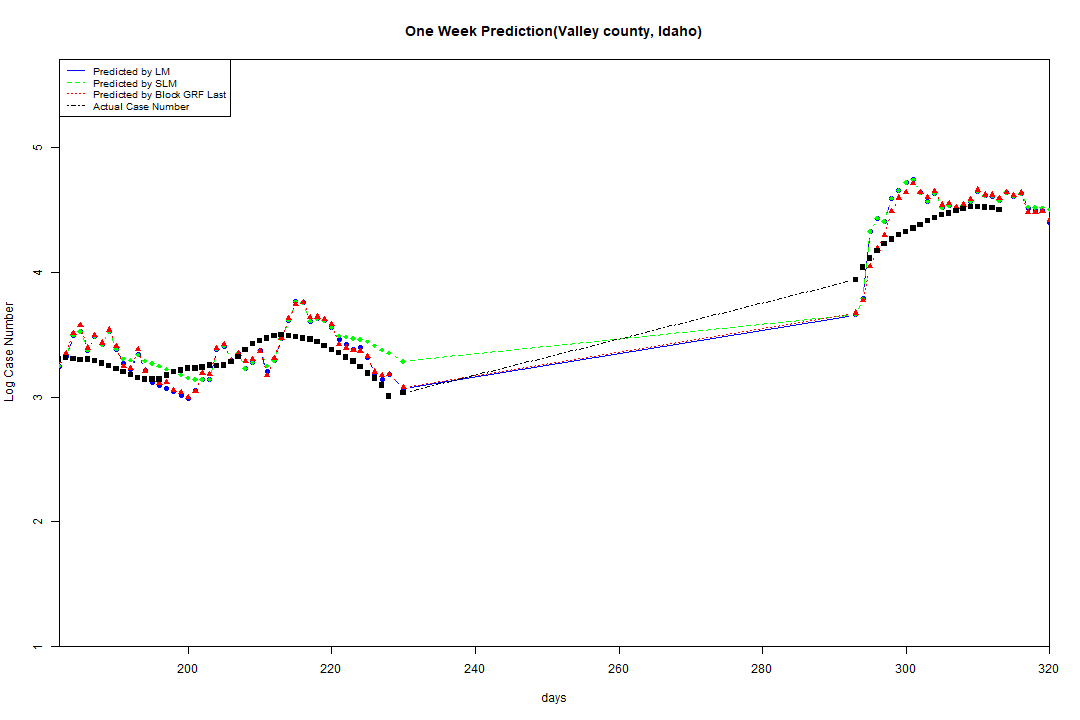 One Week Prediction(Valley county, Idaho)
Predicted by LM
Predicted by SLM
Predicted by Block GRF Last
Actual Case Number
5
4
3
2
1
Log Case Number
200 220 240 260 280 300 320
days